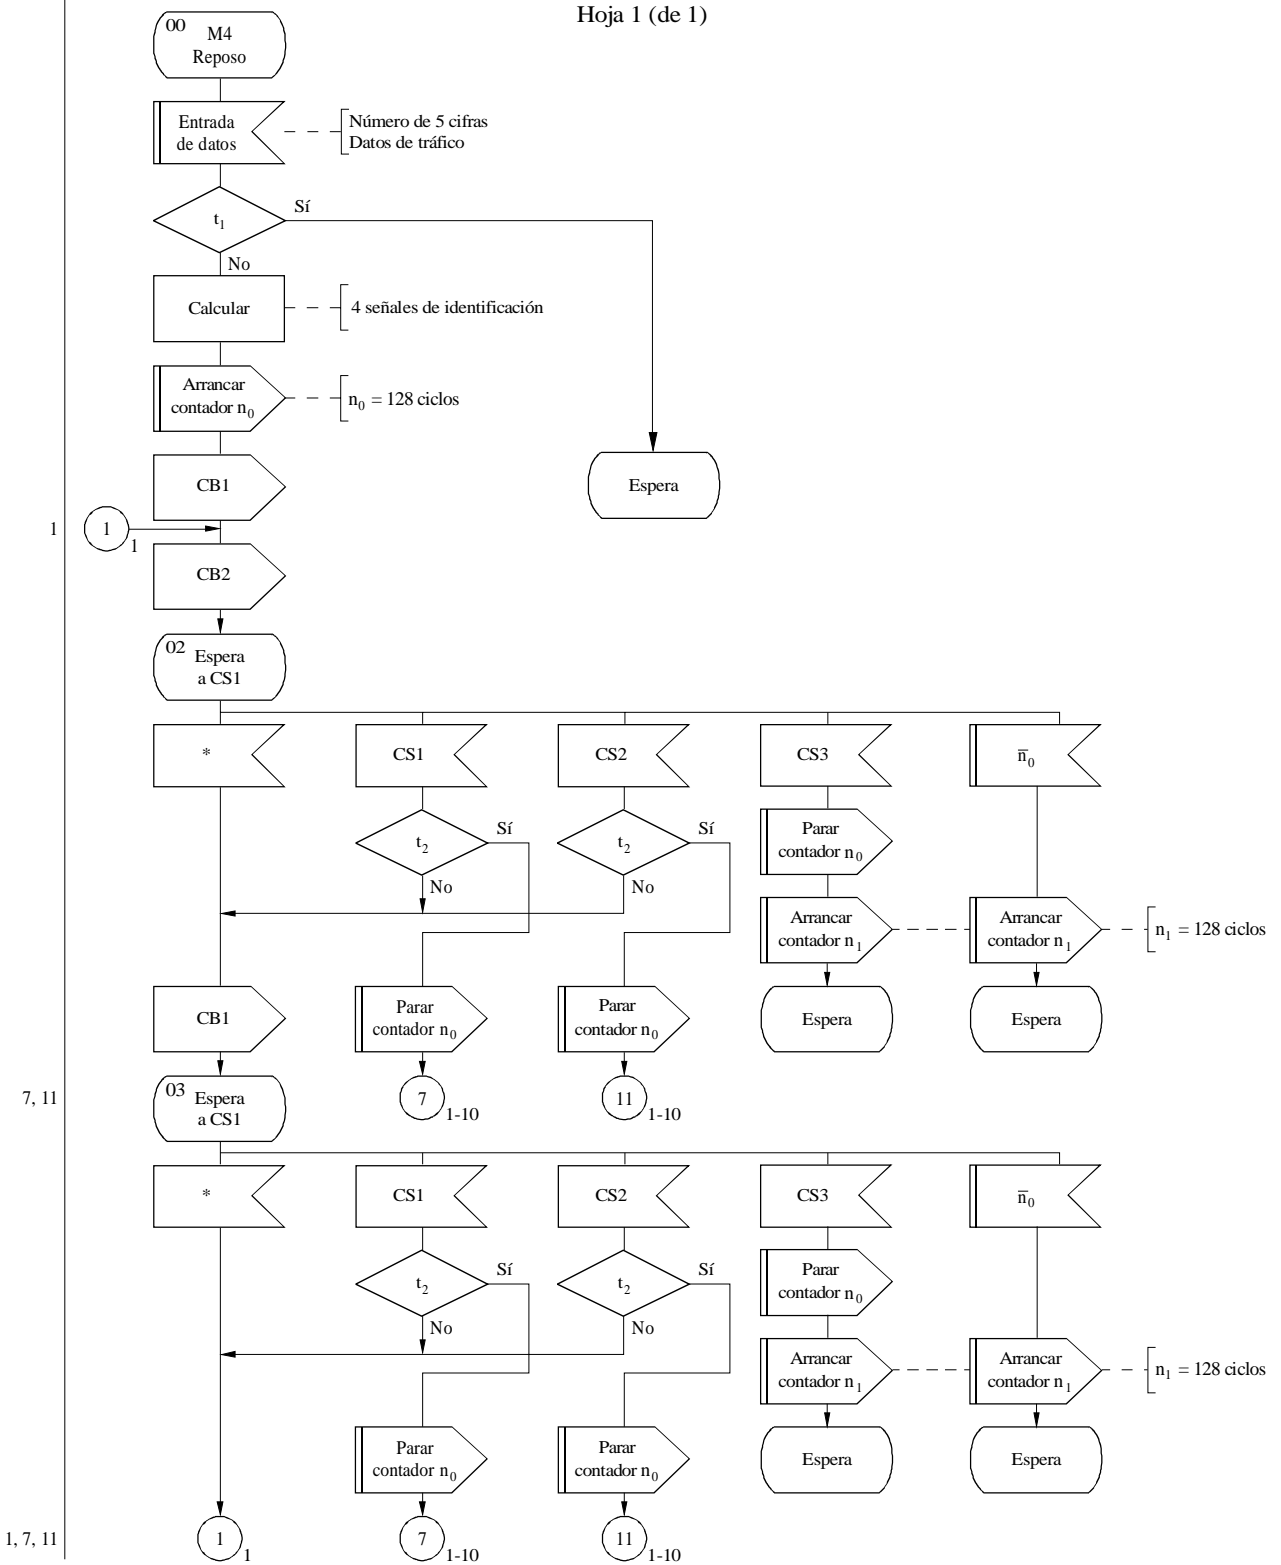 Hoja 1 (de 1)
00
M4
Reposo
Entrada
de datos
Número de 5 cifras
Datos de tráfico
t1
Sí
No
Calcular
4 señales de identificación
Arrancar
contador n0
n0 = 128 ciclos
CB1
Espera
1
1
1
CB2
02
Espera
a CS1
*
CS1
CS2
CS3
n̅0
t2
Sí
No
t2
Sí
No
Parar
contador n0
Arrancar
contador n1
Arrancar
contador n1
n1 = 128 ciclos
CB1
Parar
contador n0
Parar
contador n0
Espera
Espera
7, 11
03
Espera
a CS1
7
1-10
11
1-10
*
CS1
CS2
CS3
n̅0
t2
Sí
No
t2
Sí
No
Parar
contador n0
Arrancar
contador n1
Arrancar
contador n1
n1 = 128 ciclos
Parar
contador n0
Parar
contador n0
Espera
Espera
1, 7, 11
1
1
7
1-10
11
1-10